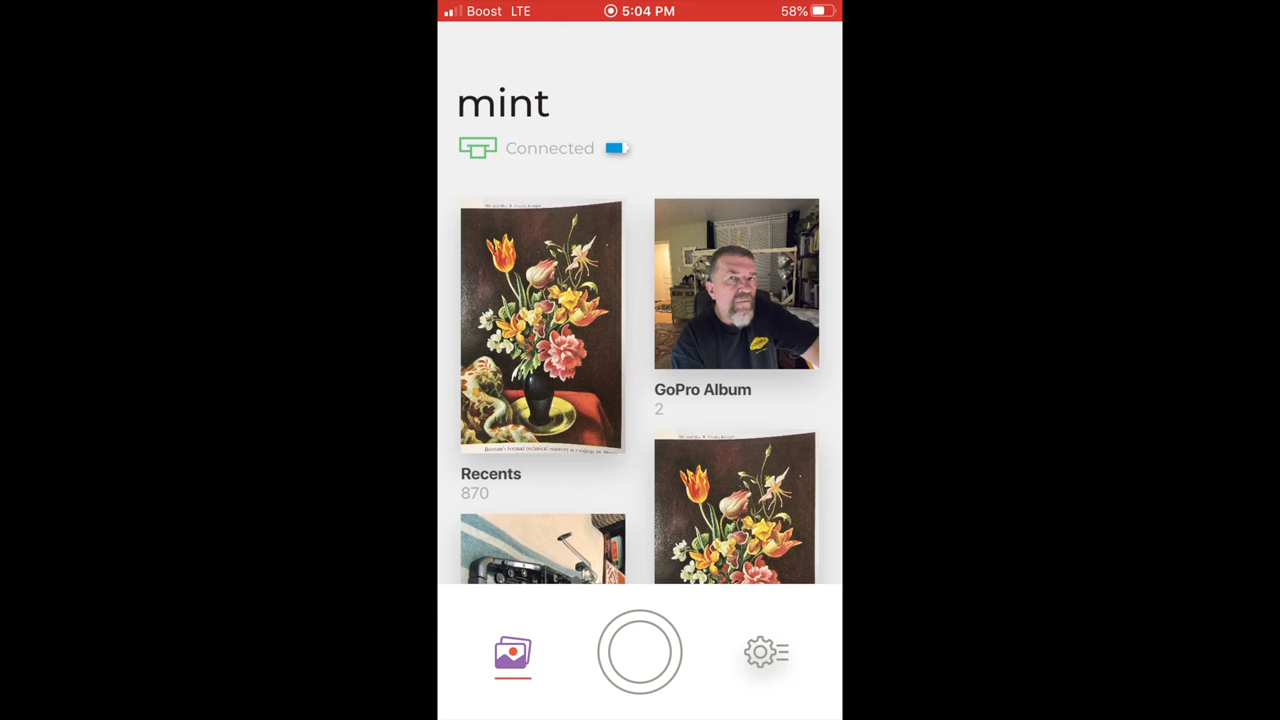 Boost LTE 5:04 PM 58%
mint
Connected
GoPro Album
2
Recents
870